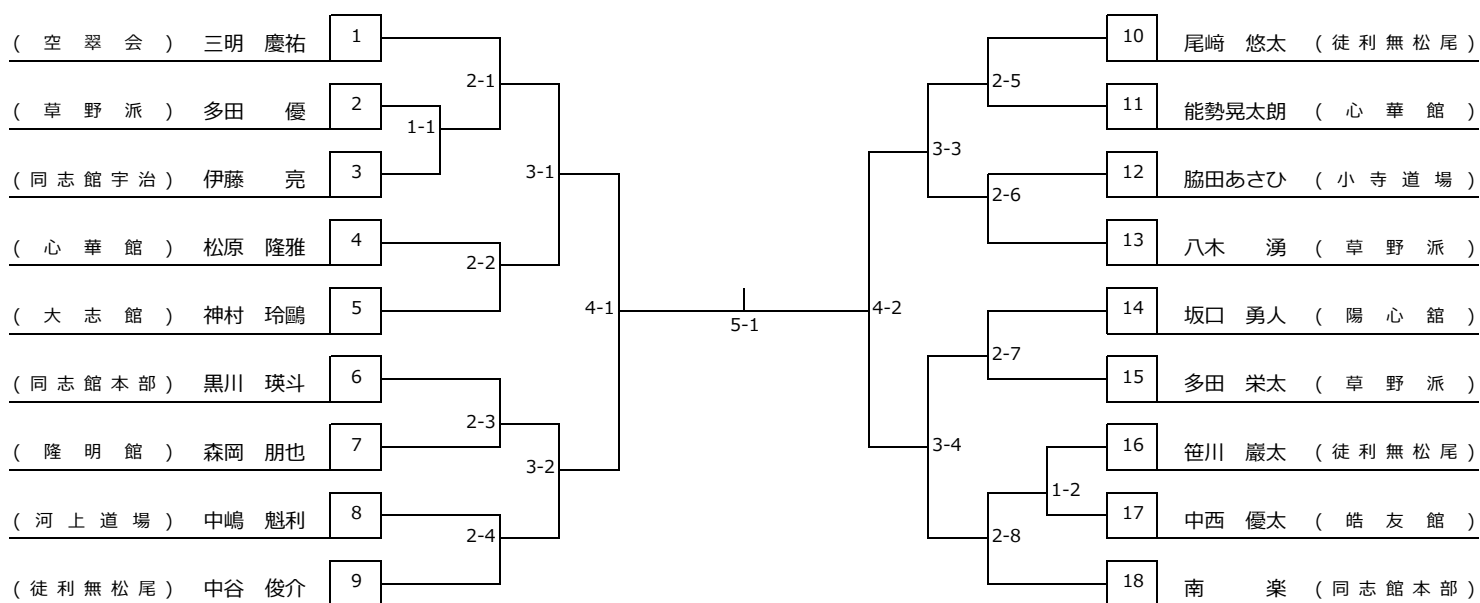 (空翠会) 三明 慶祐 1
(草野派) 多田 優 2
(同志館宇治) 伊藤 亮 3
(心華館) 松原 隆雅 4
(大志館) 神村 玲鷗 5
(同志館本部) 黒川 瑛斗 6
(隆明館) 森岡 朋也 7
(河上道場) 中嶋 魁利 8
(徒利無松尾) 中谷 俊介 9
1-1
2-1
2-2
2-3
2-4
3-1
3-2
4-1
5-1
4-2
3-3
3-4
2-5
2-6
2-7
2-8
1-2
10 尾﨑 悠太 (徒利無松尾)
11 能勢晃太朗 (心華館)
12 脇田あさひ (小寺道場)
13 八木 湧 (草野派)
14 坂口 勇人 (陽心舘)
15 多田 栄太 (草野派)
16 笹川 巖太 (徒利無松尾)
17 中西 優太 (皓友館)
18 南 楽 (同志館本部)